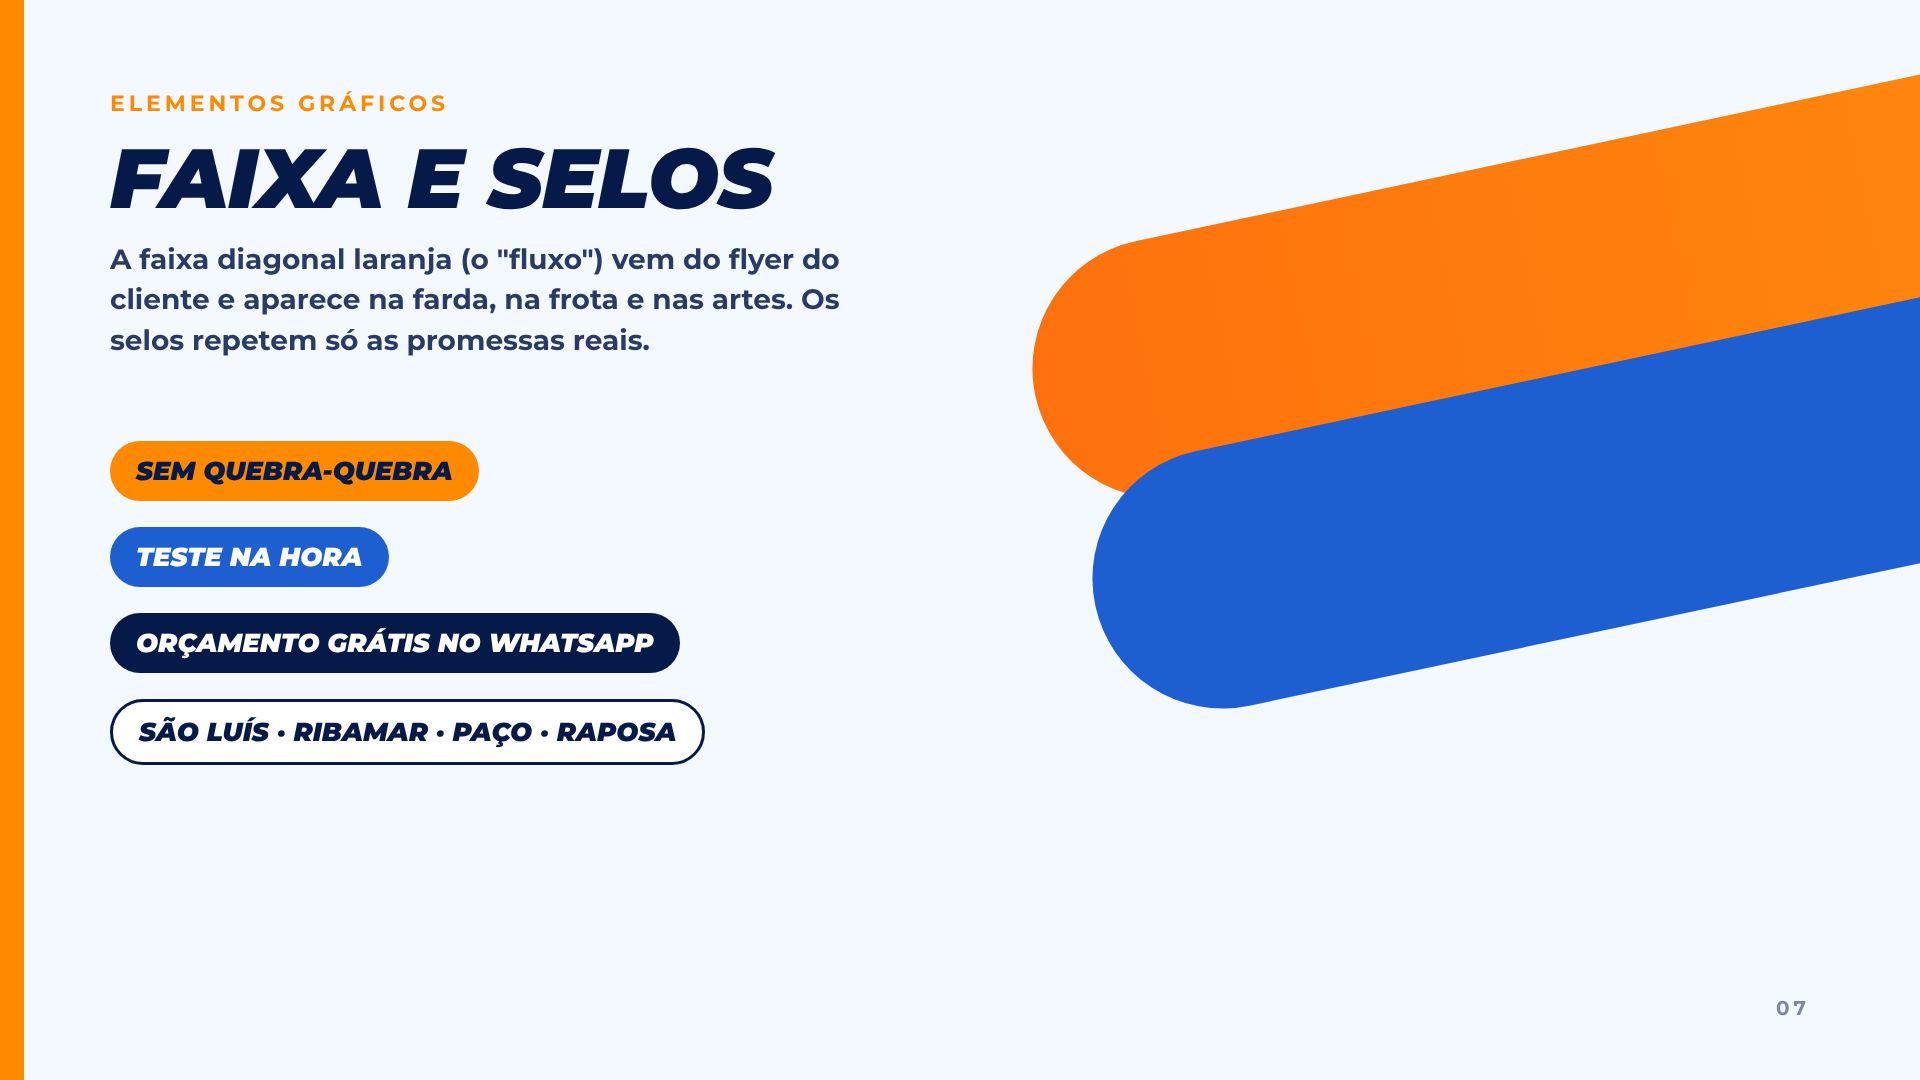 ELEMENTOS GRÁFICOS
FAIXA E SELOS
A faixa diagonal laranja (o "fluxo") vem do flyer do
cliente e aparece na farda, na frota e nas artes. Os
selos repetem só as promessas reais.
SEM QUEBRA-QUEBRA
TESTE NA HORA
ORÇAMENTO GRÁTIS NO WHATSAPP
SÃO LUÍS · RIBAMAR · PAÇO · RAPOSA
07